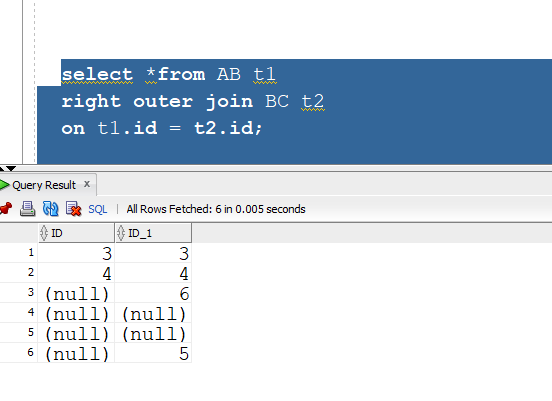 select *from AB t1
right outer join BC t2
on t1.id = t2.id;
Query Result x
SQL | All Rows Fetched: 6 in 0.005 seconds
ID ID_1
1 3 3
2 4 4
3 (null) 6
4 (null) (null)
5 (null) (null)
6 (null) 5